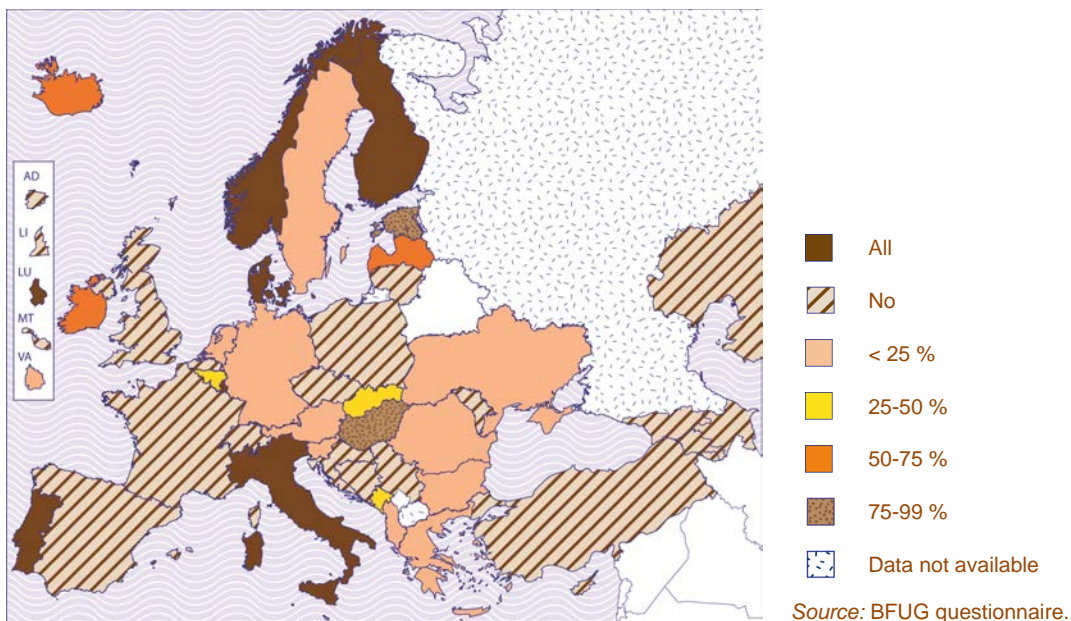 AD
LI
LU
MT
VA
All
No
< 25 %
25-50 %
50-75 %
75-99 %
Data not available
Source: BFUG questionnaire.